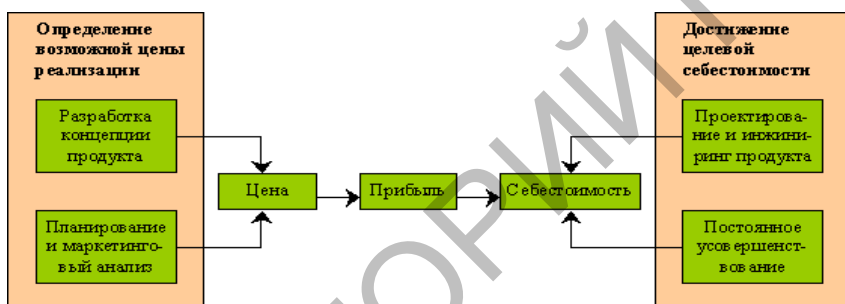 Определение
возможной цены
реализации
Разработка
концепции
продукта
Планирование
и маркетинго-
вый анализ
Цена
Прибыль
Себестоимость
Достижение
целевой
себестоимости
Проектирова-
ние и инжини-
ринг продукта
Постоянное
усовершенст-
вование
ТОРИЙ